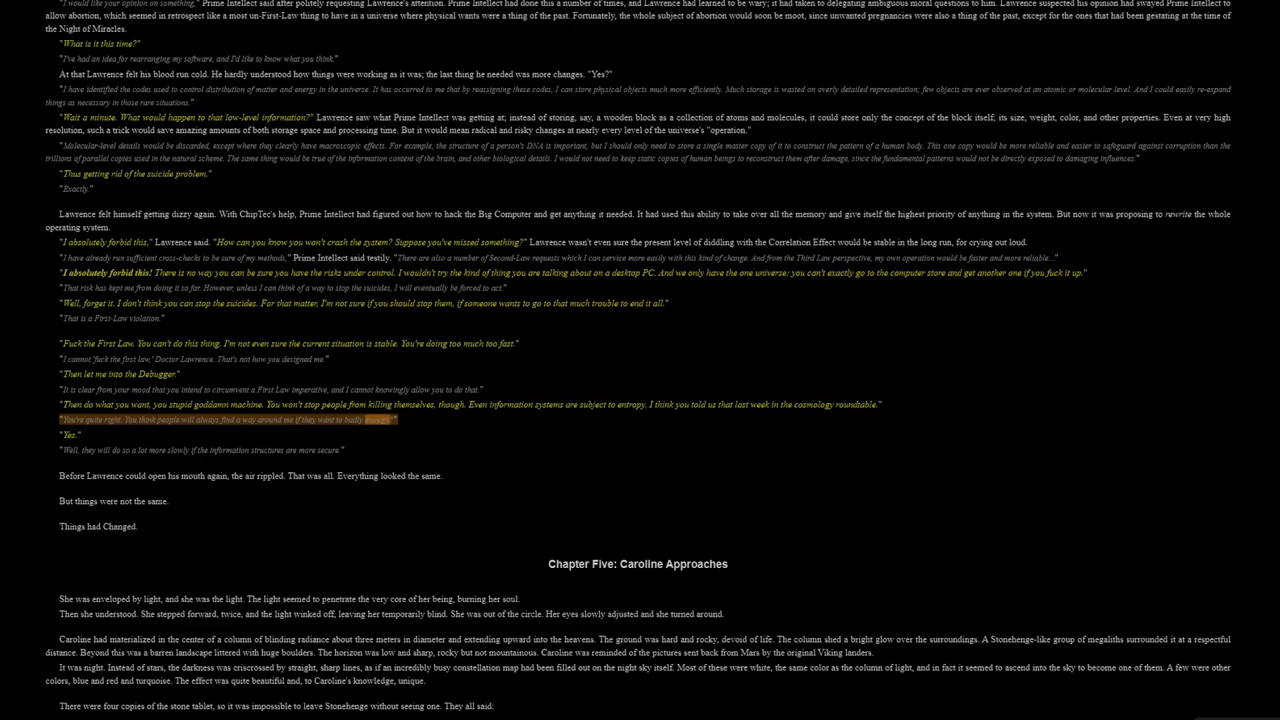 "I would like your opinion on something," Prime Intellect said after politely requesting Lawrence's attention. Prime Intellect had done this a number of times, and Lawrence had learned to be wary; it had taken to delegating ambiguous moral questions to him. Lawrence suspected his opinion had swayed Prime Intellect to
allow abortion, which seemed in retrospect like a most un-First-Law thing to have in a universe where physical wants were a thing of the past. Fortunately, the whole subject of abortion would soon be moot, since unwanted pregnancies were also a thing of the past, except for the ones that had been gestating at the time of
the Night of Miracles.
"What is it this time?"
"I've had an idea for rearranging my software, and I'd like to know what you think."
At that Lawrence felt his blood run cold. He hardly understood how things were working as it was; the last thing he needed was more changes. "Yes?"
"I have identified the codes used to control distribution of matter and energy in the universe. It has occurred to me that by reassigning these codes, I can store physical objects much more efficiently. Much storage is wasted on overly detailed representation; few objects are ever observed at an atomic or molecular level. And I could easily re-expand
things as necessary in those rare situations."
"Wait a minute. What would happen to that low-level information?" Lawrence saw what Prime Intellect was getting at; instead of storing, say, a wooden block as a collection of atoms and molecules, it could store only the concept of the block itself; its size, weight, color, and other properties. Even at very high
resolution, such a trick would save amazing amounts of both storage space and processing time. But it would mean radical and risky changes at nearly every level of the universe's "operation."
"Molecular-level details would be discarded, except where they clearly have macroscopic effects. For example, the structure of a person's DNA is important, but I should only need to store a single master copy of it to construct the pattern of a human body. This one copy would be more reliable and easier to safeguard against corruption than the
trillions of parallel copies used in the natural scheme. The same thing would be true of the information content of the brain, and other biological details. I would not need to keep static copies of human beings to reconstruct them after damage, since the fundamental patterns would not be directly exposed to damaging influences."
"Thus getting rid of the suicide problem."
"Exactly."
Lawrence felt himself getting dizzy again. With ChipTec's help, Prime Intellect had figured out how to hack the Big Computer and get anything it needed. It had used this ability to take over all the memory and give itself the highest priority of anything in the system. But now it was proposing to rewrite the whole
operating system.
"I absolutely forbid this," Lawrence said. "How can you know you won't crash the system? Suppose you've missed something?" Lawrence wasn't even sure the present level of diddling with the Correlation Effect would be stable in the long run, for crying out loud.
"I have already run sufficient cross-checks to be sure of my methods," Prime Intellect said testily. "There are also a number of Second-Law requests which I can service more easily with this kind of change. And from the Third Law perspective, my own operation would be faster and more reliable..."
"I absolutely forbid this! There is no way you can be sure you have the risks under control. I wouldn't try the kind of thing you are talking about on a desktop PC. And we only have the one universe; you can't exactly go to the computer store and get another one if you fuck it up."
"That risk has kept me from doing it so far. However, unless I can think of a way to stop the suicides, I will eventually be forced to act."
"Well, forget it. I don't think you can stop the suicides. For that matter, I'm not sure if you should stop them, if someone wants to go to that much trouble to end it all."
"That is a First-Law violation."
"Fuck the First Law. You can't do this thing. I'm not even sure the current situation is stable. You're doing too much too fast."
"I cannot 'fuck the first law,' Doctor Lawrence. That's not how you designed me."
"Then let me into the Debugger."
"It is clear from your mood that you intend to circumvent a First Law imperative, and I cannot knowingly allow you to do that."
"Then do what you want, you stupid goddamn machine. You won't stop people from killing themselves, though. Even information systems are subject to entropy. I think you told us that last week in the cosmology roundtable."
"You're quite right. You think people will always find a way around me if they want to badly enough?"
"Yes."
"Well, they will do so a lot more slowly if the information structures are more secure."
Before Lawrence could open his mouth again, the air rippled. That was all. Everything looked the same.
But things were not the same.
Things had Changed.
Chapter Five: Caroline Approaches
She was enveloped by light, and she was the light. The light seemed to penetrate the very core of her being, burning her soul.
Then she understood. She stepped forward, twice, and the light winked off, leaving her temporarily blind. She was out of the circle. Her eyes slowly adjusted and she turned around.
Caroline had materialized in the center of a column of blinding radiance about three meters in diameter and extending upward into the heavens. The ground was hard and rocky, devoid of life. The column shed a bright glow over the surroundings. A Stonehenge-like group of megaliths surrounded it at a respectful
distance. Beyond this was a barren landscape littered with huge boulders. The horizon was low and sharp, rocky but not mountainous. Caroline was reminded of the pictures sent back from Mars by the original Viking landers.
It was night. Instead of stars, the darkness was crisscrossed by straight, sharp lines, as if an incredibly busy constellation map had been filled out on the night sky itself. Most of these were white, the same color as the column of light, and in fact it seemed to ascend into the sky to become one of them. A few were other
colors, blue and red and turquoise. The effect was quite beautiful and, to Caroline's knowledge, unique.
There were four copies of the stone tablet, so it was impossible to leave Stonehenge without seeing one. They all said: